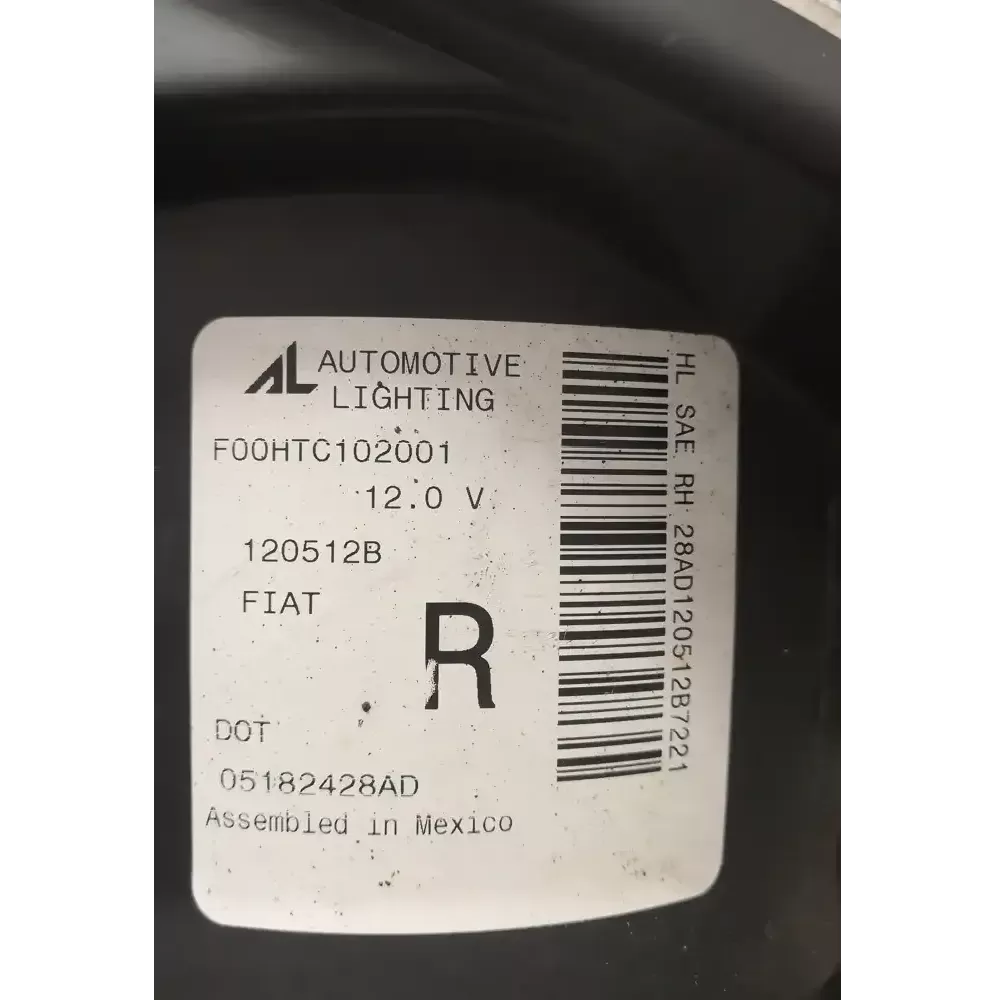 AL AUTOMOTIVE
LIGHTING
F00HTC102001
12.0 V
120512B
FIAT
R
DOT
05182428AD
Assembled in Mexico
HL SAE RH 28AD120512B7221